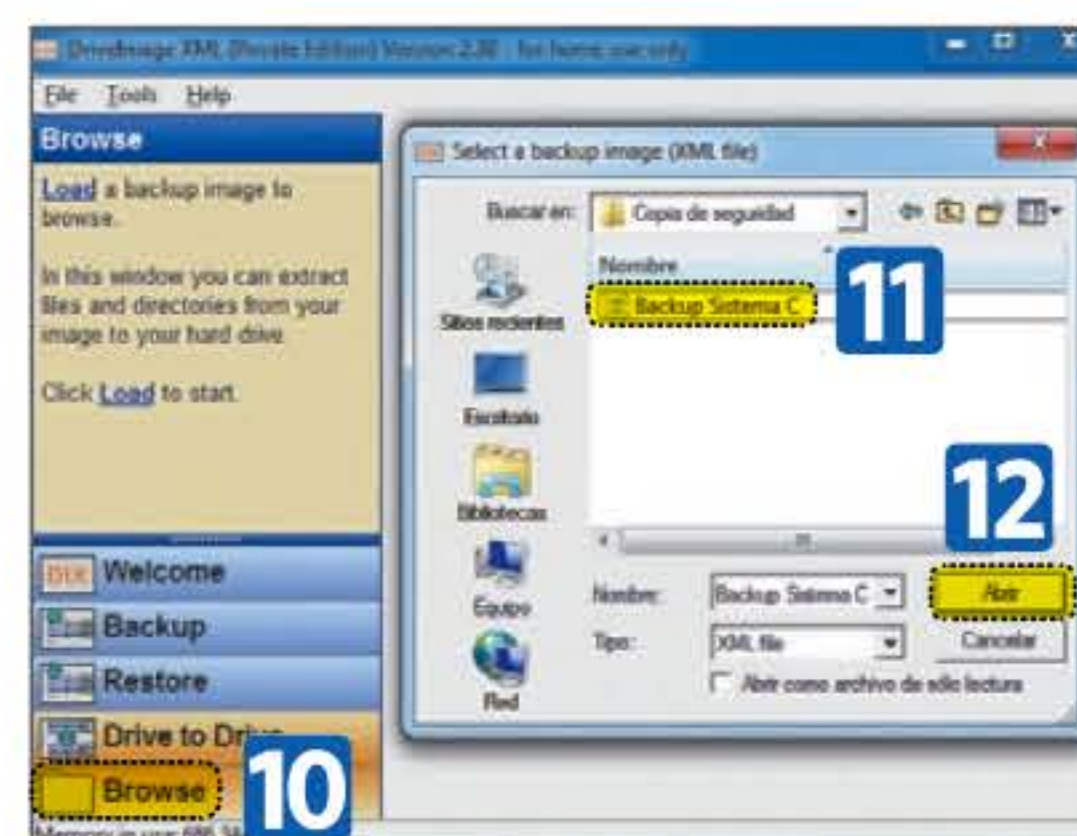 DriveImage XML (Private Edition) Version 2.30 - for home use only
File Tools Help
Browse
Load a backup image to
browse.
In this window you can extract
files and directories from your
image to your hard drive
Click Load to start.
Welcome
Backup
Restore
Drive to Drive
Browse
10
Memory in use
Select a backup image (XML file)
Buscar en: Copia de seguridad
Nombre
Backup Sistema C
11
Sitios recientes
Escritorio
Bibliotecas
Equipo
Red
12
Nombre: Backup Sistema C Abrir
Tipo: XML file Cancelar
Abrir como archivo de sólo lectura